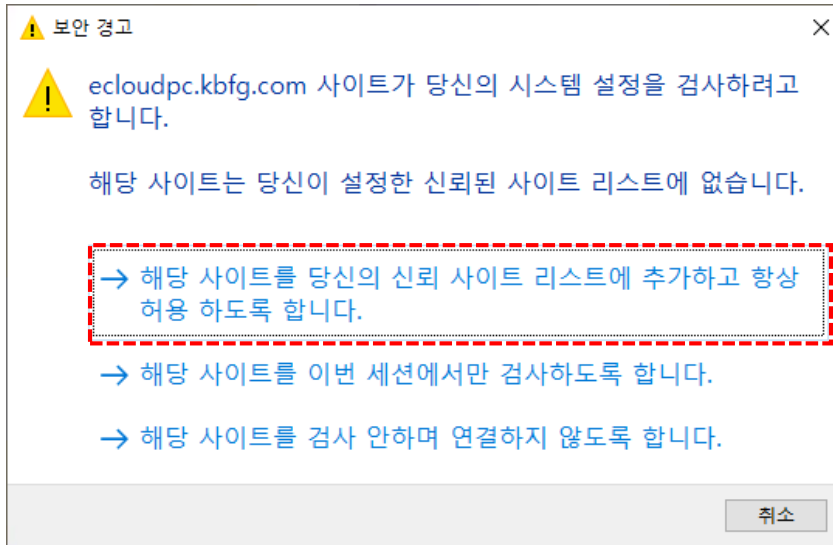 보안 경고
ecloudpc.kbfg.com 사이트가 당신의 시스템 설정을 검사하려고
합니다.
해당 사이트는 당신이 설정한 신뢰된 사이트 리스트에 없습니다.
→ 해당 사이트를 당신의 신뢰 사이트 리스트에 추가하고 항상
허용 하도록 합니다.
→ 해당 사이트를 이번 세션에서만 검사하도록 합니다.
→ 해당 사이트를 검사 안하며 연결하지 않도록 합니다.
취소